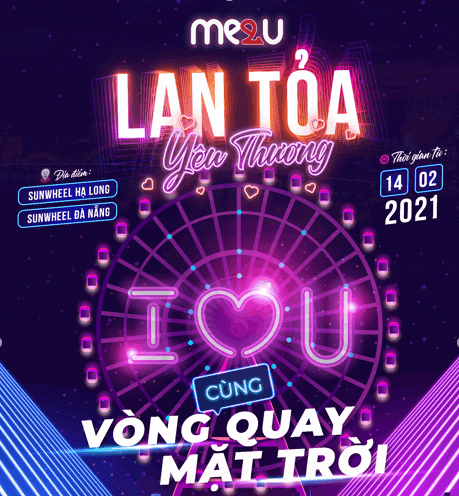 me2u
LAN TỎA
Yêu Thương
Địa điểm:
SUNWHEEL HẠ LONG
SUNWHEEL ĐÀ NẴNG
Thời gian từ:
14 02
2021
I U
CÙNG
VÒNG QUAY
MẶT TRỜI